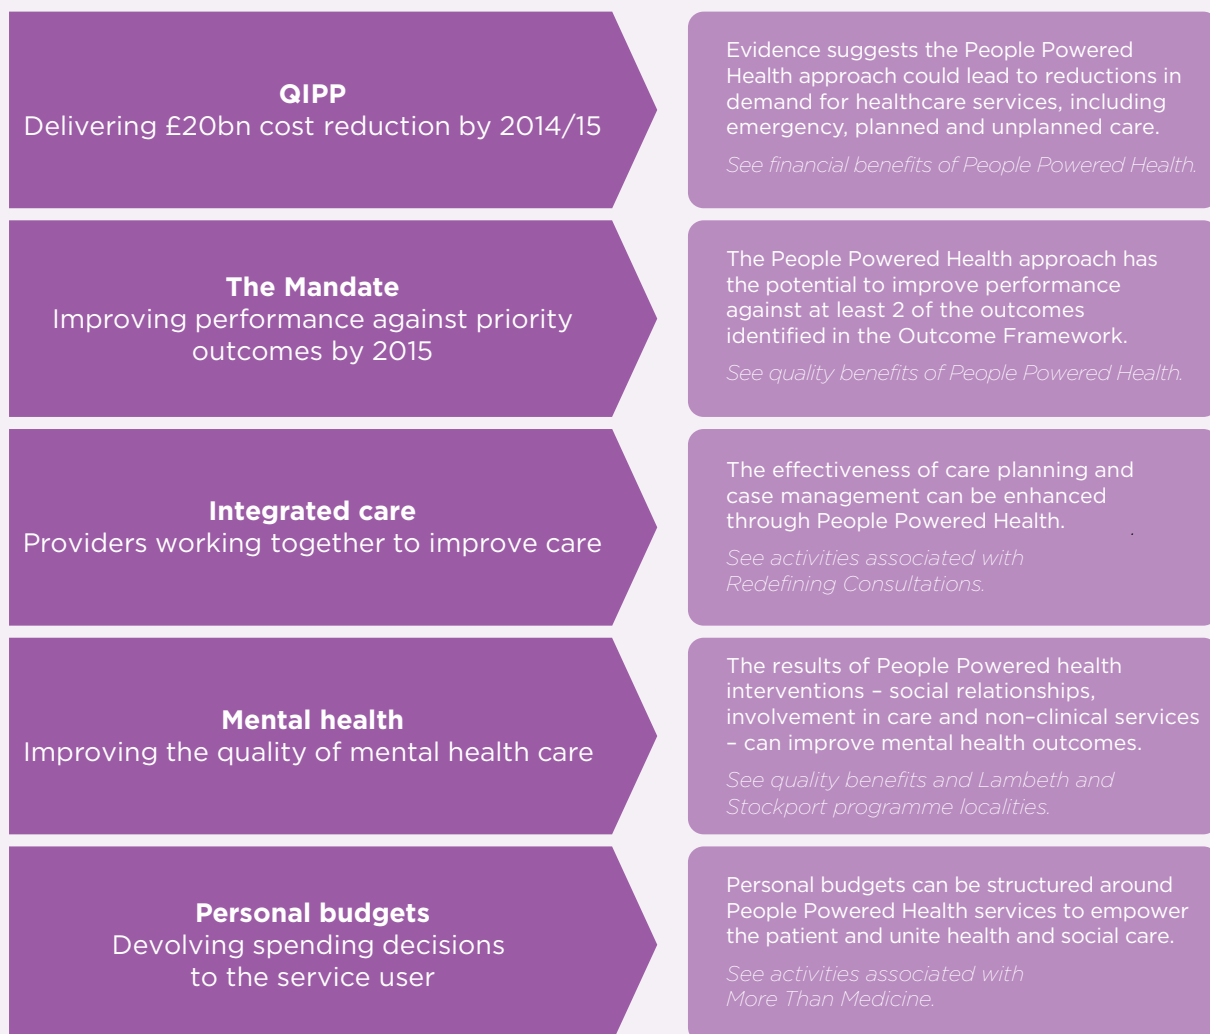 QIPP
Delivering £20bn cost reduction by 2014/15
Evidence suggests the People Powered
Health approach could lead to reductions in
demand for healthcare services, including
emergency, planned and unplanned care.
See financial benefits of People Powered Health.
The Mandate
Improving performance against priority
outcomes by 2015
The People Powered Health approach has
the potential to improve performance
against at least 2 of the outcomes
identified in the Outcome Framework.
See quality benefits of People Powered Health.
Integrated care
Providers working together to improve care
The effectiveness of care planning and
case management can be enhanced
through People Powered Health.
See activities associated with
Redefining Consultations.
Mental health
Improving the quality of mental health care
The results of People Powered health
interventions – social relationships,
involvement in care and non–clinical services
– can improve mental health outcomes.
See quality benefits and Lambeth and
Stockport programme localities.
Personal budgets
Devolving spending decisions
to the service user
Personal budgets can be structured around
People Powered Health services to empower
the patient and unite health and social care.
See activities associated with
More Than Medicine.